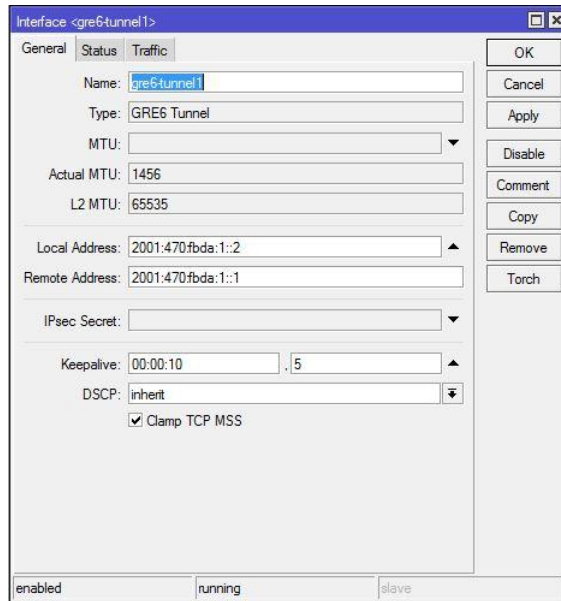 Interface <gre6-tunnel1>
General Status Traffic
Name: gre6-tunnel1
Type: GRE6 Tunnel
MTU:
Actual MTU: 1456
L2 MTU: 65535
Local Address: 2001:470:fbda:1::2
Remote Address: 2001:470:fbda:1::1
IPsec Secret:
Keepalive: 00:00:10 , 5
DSCP: inherit
Clamp TCP MSS
OK
Cancel
Apply
Disable
Comment
Copy
Remove
Torch
enabled running slave